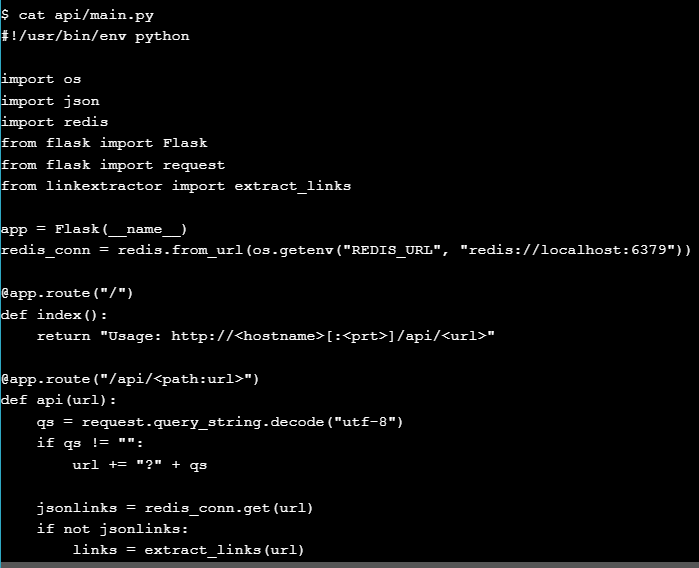 $ cat api/main.py
#!/usr/bin/env python
import os
import json
import redis
from flask import Flask
from flask import request
from linkextractor import extract_links
app = Flask(__name__)
redis_conn = redis.from_url(os.getenv("REDIS_URL", "redis://localhost:6379"))
@app.route("/")
def index():
    return "Usage: http://<hostname>[:<prt>]/api/<url>"
@app.route("/api/<path:url>")
def api(url):
    qs = request.query_string.decode("utf-8")
    if qs != "":
        url += "?" + qs
    jsonlinks = redis_conn.get(url)
    if not jsonlinks:
        links = extract_links(url)